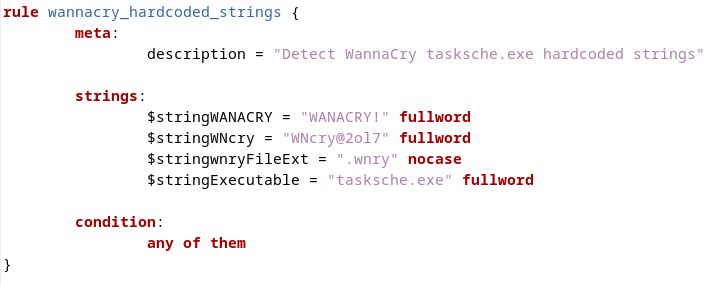 rule wannacry_hardcoded_strings {
meta:
description = "Detect WannaCry tasksche.exe hardcoded strings"
strings:
$stringWANACRY = "WANACRY!" fullword
$stringWNcry = "WNcry@2ol7" fullword
$stringwnryFileExt = ".wnry" nocase
$stringExecutable = "tasksche.exe" fullword
condition:
any of them
}